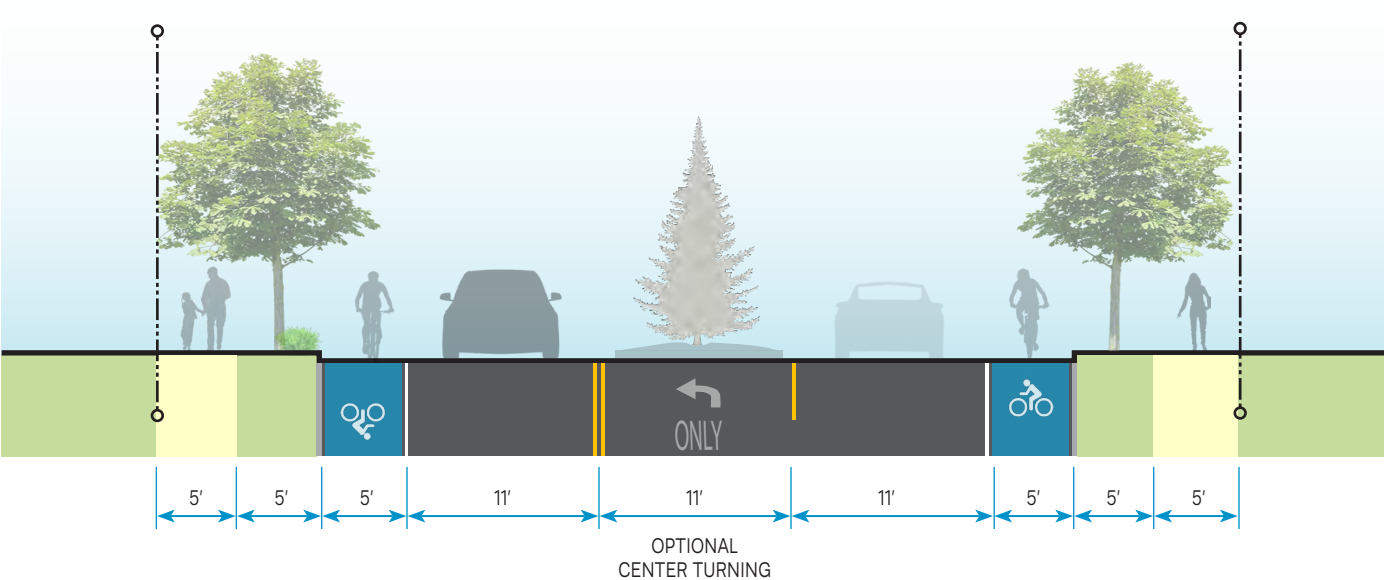 ONLY
5′ 5′ 5′ 11′ 11′ 11′ 5′ 5′ 5′
OPTIONAL
CENTER TURNING